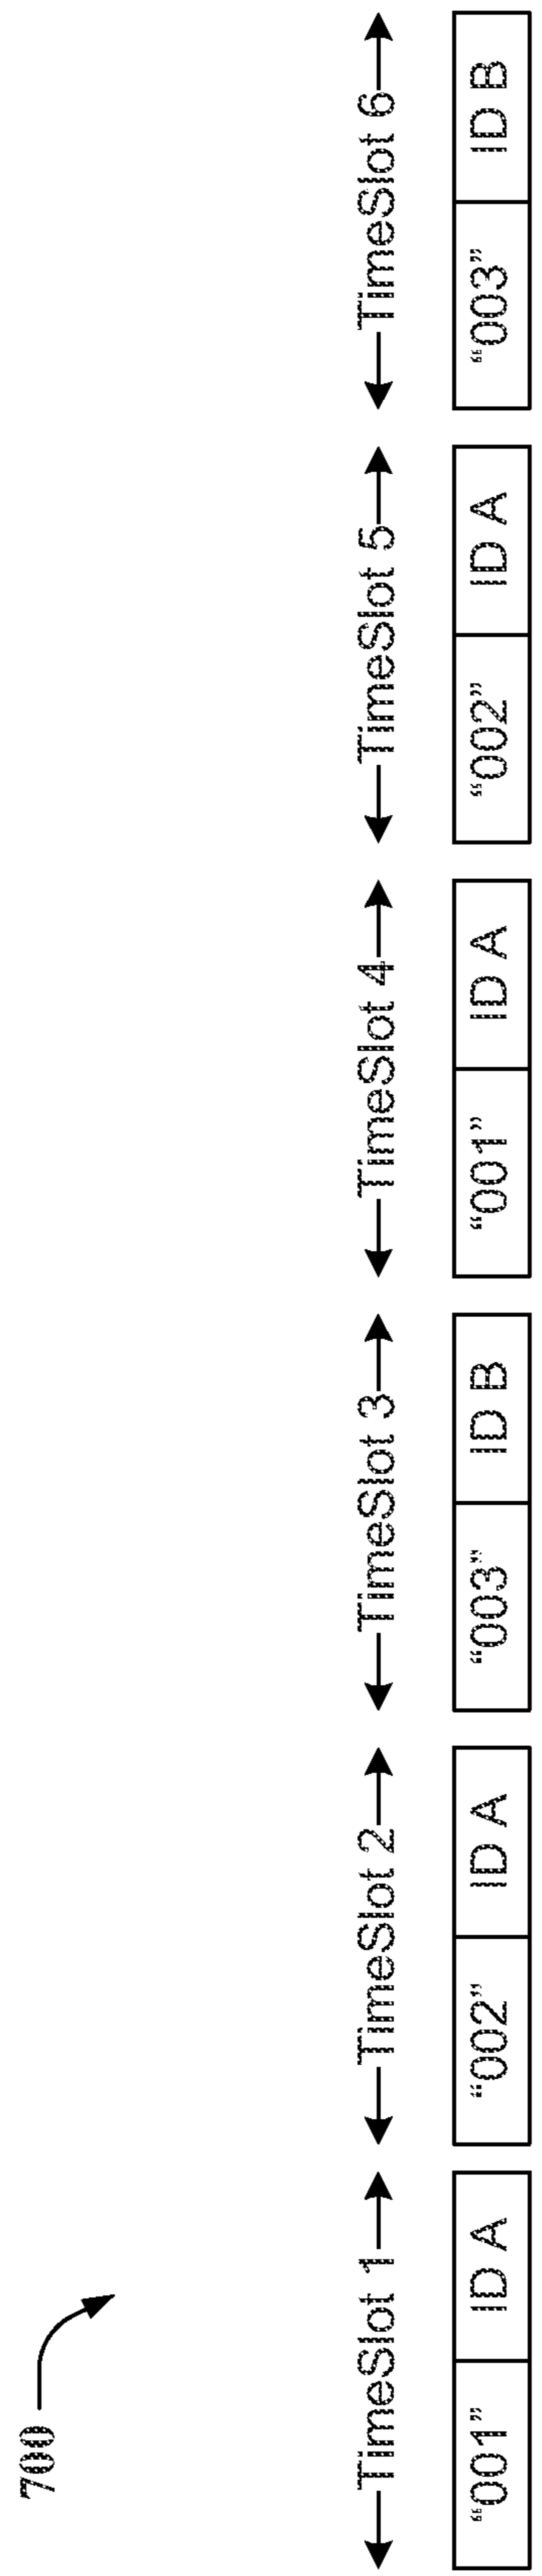 700
TimeSlot 1 TimeSlot 2 TimeSlot 3 TimeSlot 4 TimeSlot 5 TimeSlot 6
“001” ID A “002” ID A “003” ID B “001” ID A “002” ID A “003” ID B